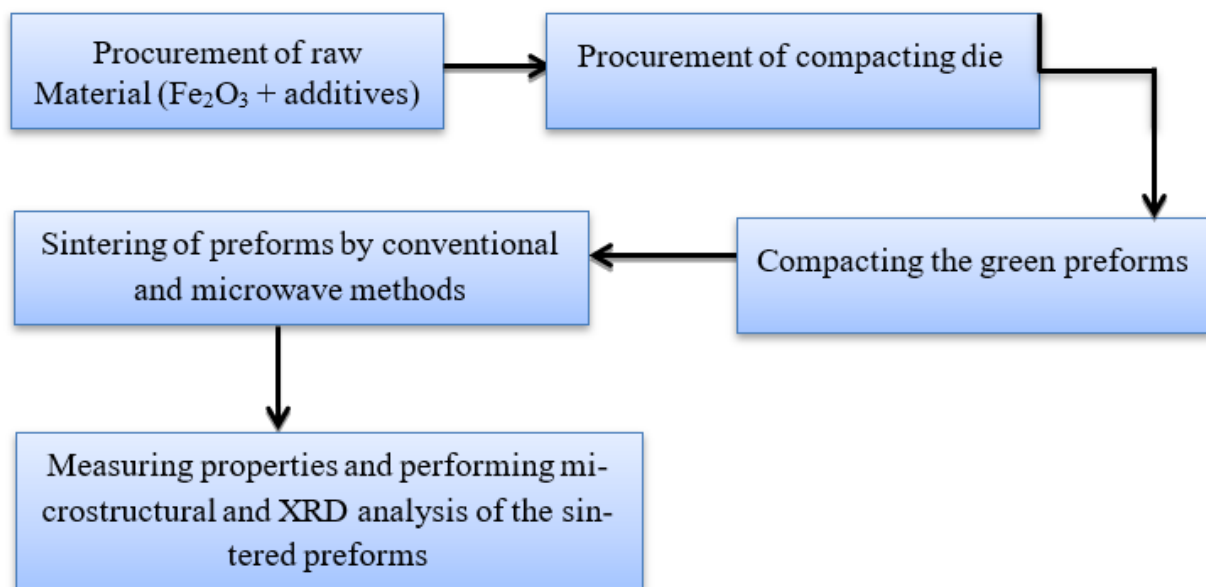 Procurement of raw
Material (Fe₂O₃ + additives)
Procurement of compacting die
Compacting the green preforms
Sintering of preforms by conventional
and microwave methods
Measuring properties and performing mi-
crostructural and XRD analysis of the sin-
tered preforms